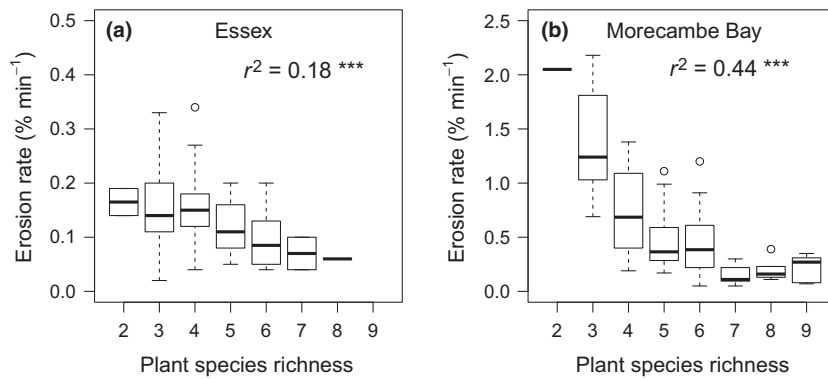 (a) Essex
r² = 0.18 ***
0.5
0.4
0.3
0.2
0.1
0.0
Erosion rate (% min⁻¹)
2 3 4 5 6 7 8 9
Plant species richness
(b) Morecambe Bay
r² = 0.44 ***
2.5
2.0
1.5
1.0
0.5
0.0
Erosion rate (% min⁻¹)
2 3 4 5 6 7 8 9
Plant species richness